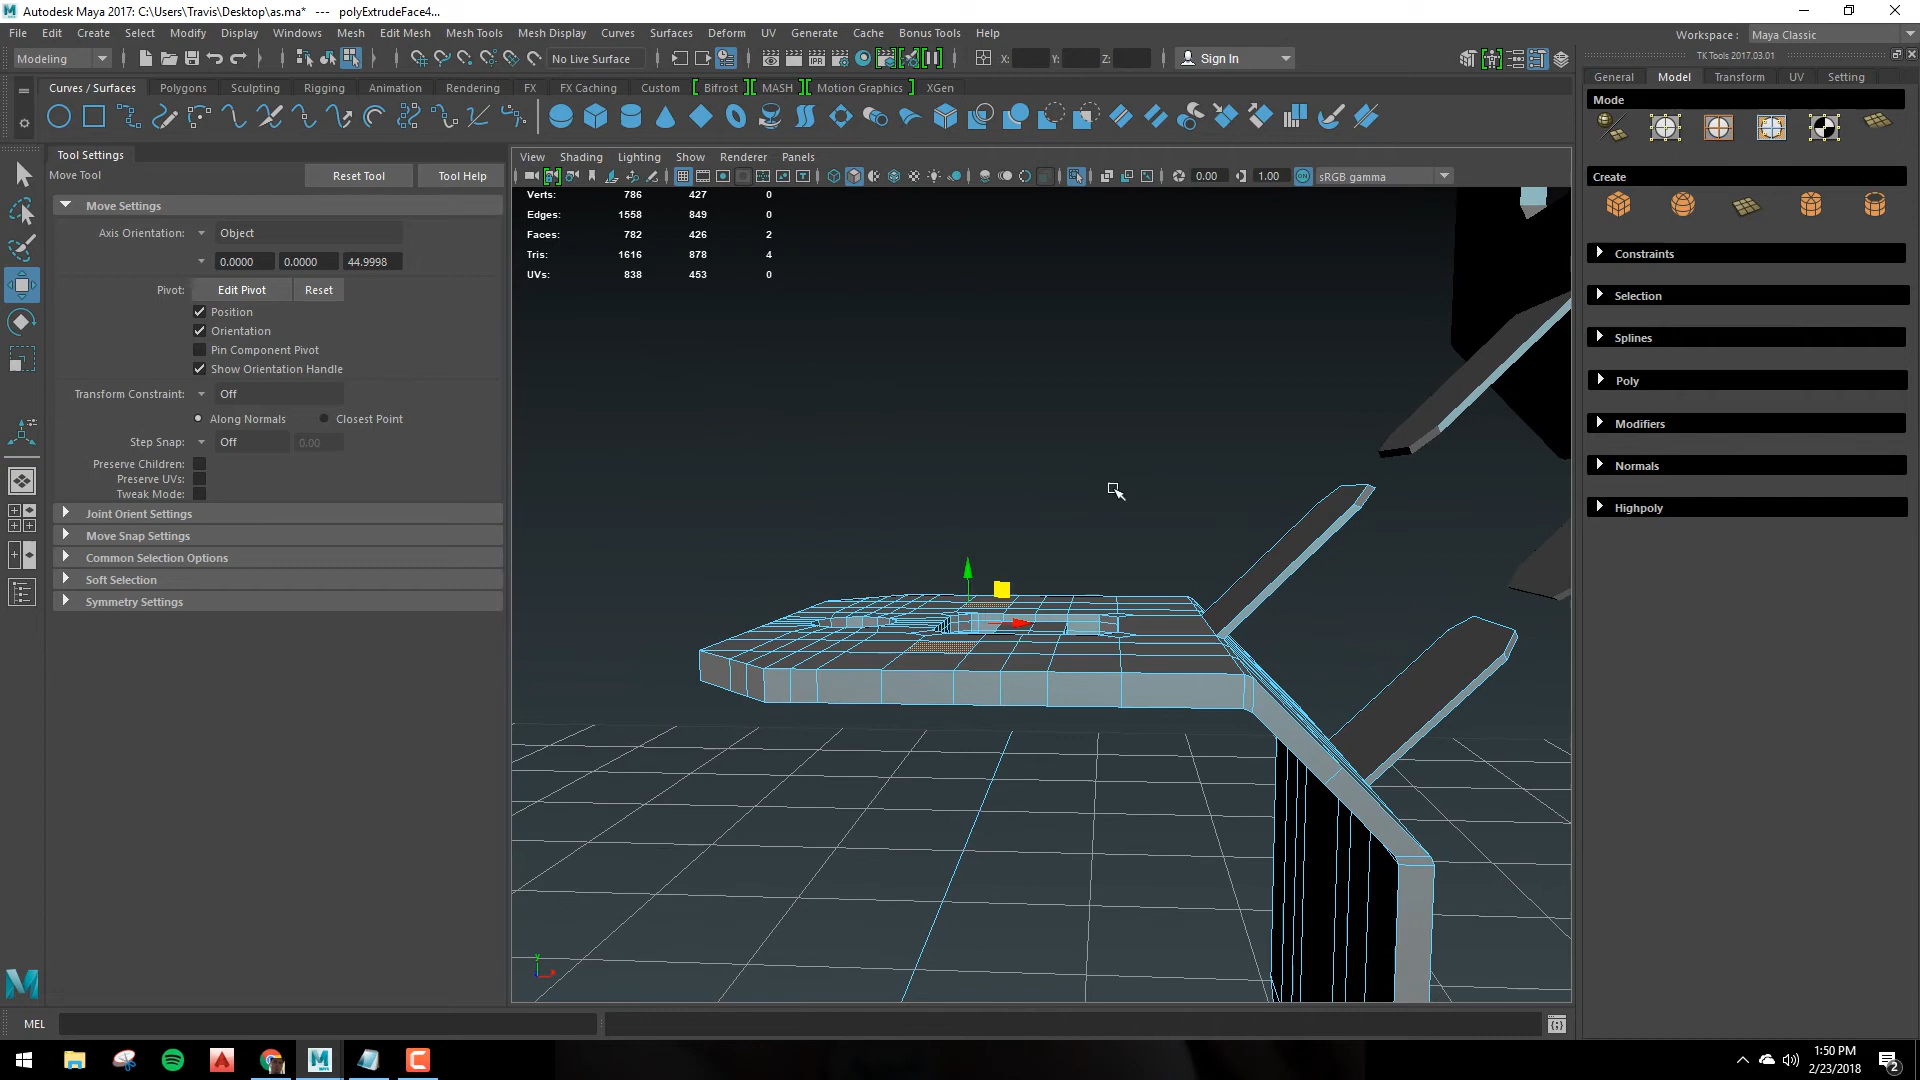 Autodesk Maya 2017: C:\Users\Travis\Desktop\as.ma* --- polyExtrudeFace4...
File Edit Create Select Modify Display Windows Mesh Edit Mesh Mesh Tools Mesh Display Curves Surfaces Deform UV Generate Cache Bonus Tools Help
Workspace : Maya Classic
Modeling No Live Surface IPR X: Y: Z: Sign In
TK Tools 2017.03.01
Curves / Surfaces Polygons Sculpting Rigging Animation Rendering FX FX Caching Custom Bifrost MASH Motion Graphics XGen
General Model Transform UV Setting
Mode
Create
Constraints
Selection
Splines
Poly
Modifiers
Normals
Highpoly
Tool Settings
Move Tool Reset Tool Tool Help
Move Settings
Axis Orientation: Object
0.0000 0.0000 44.9998
Pivot: Edit Pivot Reset
Position
Orientation
Pin Component Pivot
Show Orientation Handle
Transform Constraint: Off
Along Normals Closest Point
Step Snap: Off 0.00
Preserve Children:
Preserve UVs:
Tweak Mode:
Joint Orient Settings
Move Snap Settings
Common Selection Options
Soft Selection
Symmetry Settings
View Shading Lighting Show Renderer Panels
0.00 1.00 ON sRGB gamma
Verts: 786 427 0
Edges: 1558 849 0
Faces: 782 426 2
Tris: 1616 878 4
UVs: 838 453 0
y x
MEL
1:50 PM
2/23/2018
2